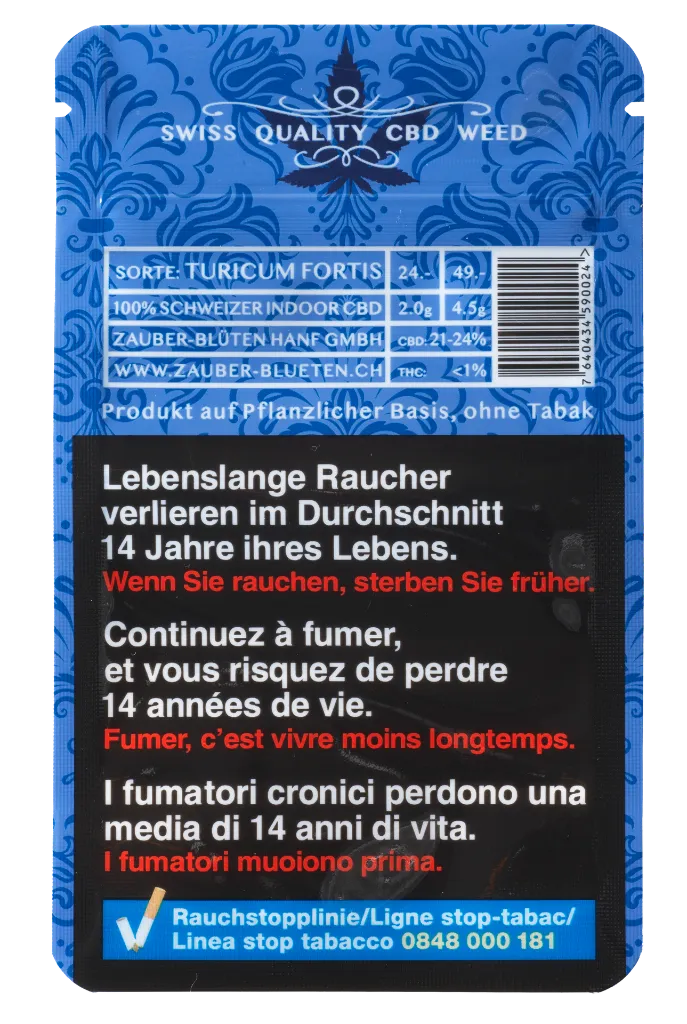 SWISS QUALITY CBD WEED
SORTE: TURICUM FORTIS 24.- 49.-
100% SCHWEIZER INDOOR CBD 2.0g 4.5g
ZAUBER-BLÜTEN HANF GMBH CBD: 21-24%
WWW.ZAUBER-BLUETEN.CH THC: <1%
7 640434 590024 >
Produkt auf Pflanzlicher Basis, ohne Tabak
Lebenslange Raucher
verlieren im Durchschnitt
14 Jahre ihres Lebens.
Wenn Sie rauchen, sterben Sie früher.
Continuez à fumer,
et vous risquez de perdre
14 années de vie.
Fumer, c’est vivre moins longtemps.
I fumatori cronici perdono una
media di 14 anni di vita.
I fumatori muoiono prima.
Rauchstopplinie/Ligne stop-tabac/
Linea stop tabacco 0848 000 181